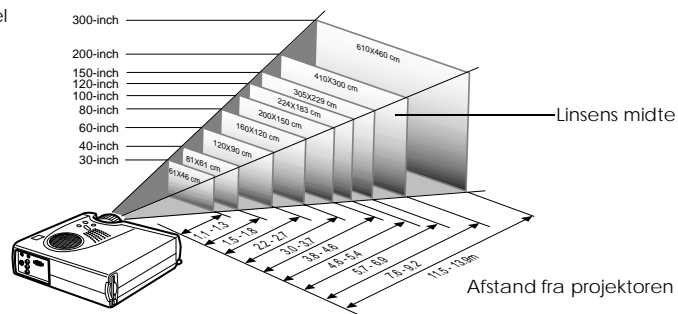 el
300-inch
200-inch
150-inch
120-inch
100-inch
80-inch
60-inch
40-inch
30-inch
610X460 cm
410X300 cm
305X229 cm
224X183 cm
200X150 cm
160X120 cm
120X90 cm
81X61 cm
61X46 cm
Linsens midte
1.1 - 1.3
1.5 - 1.8
2.2 - 2.7
3.0 - 3.7
3.8 - 4.6
4.6 - 5.4
5.7 - 6.9
7.6 - 9.2
11.5 - 13.9m
Afstand fra projektoren